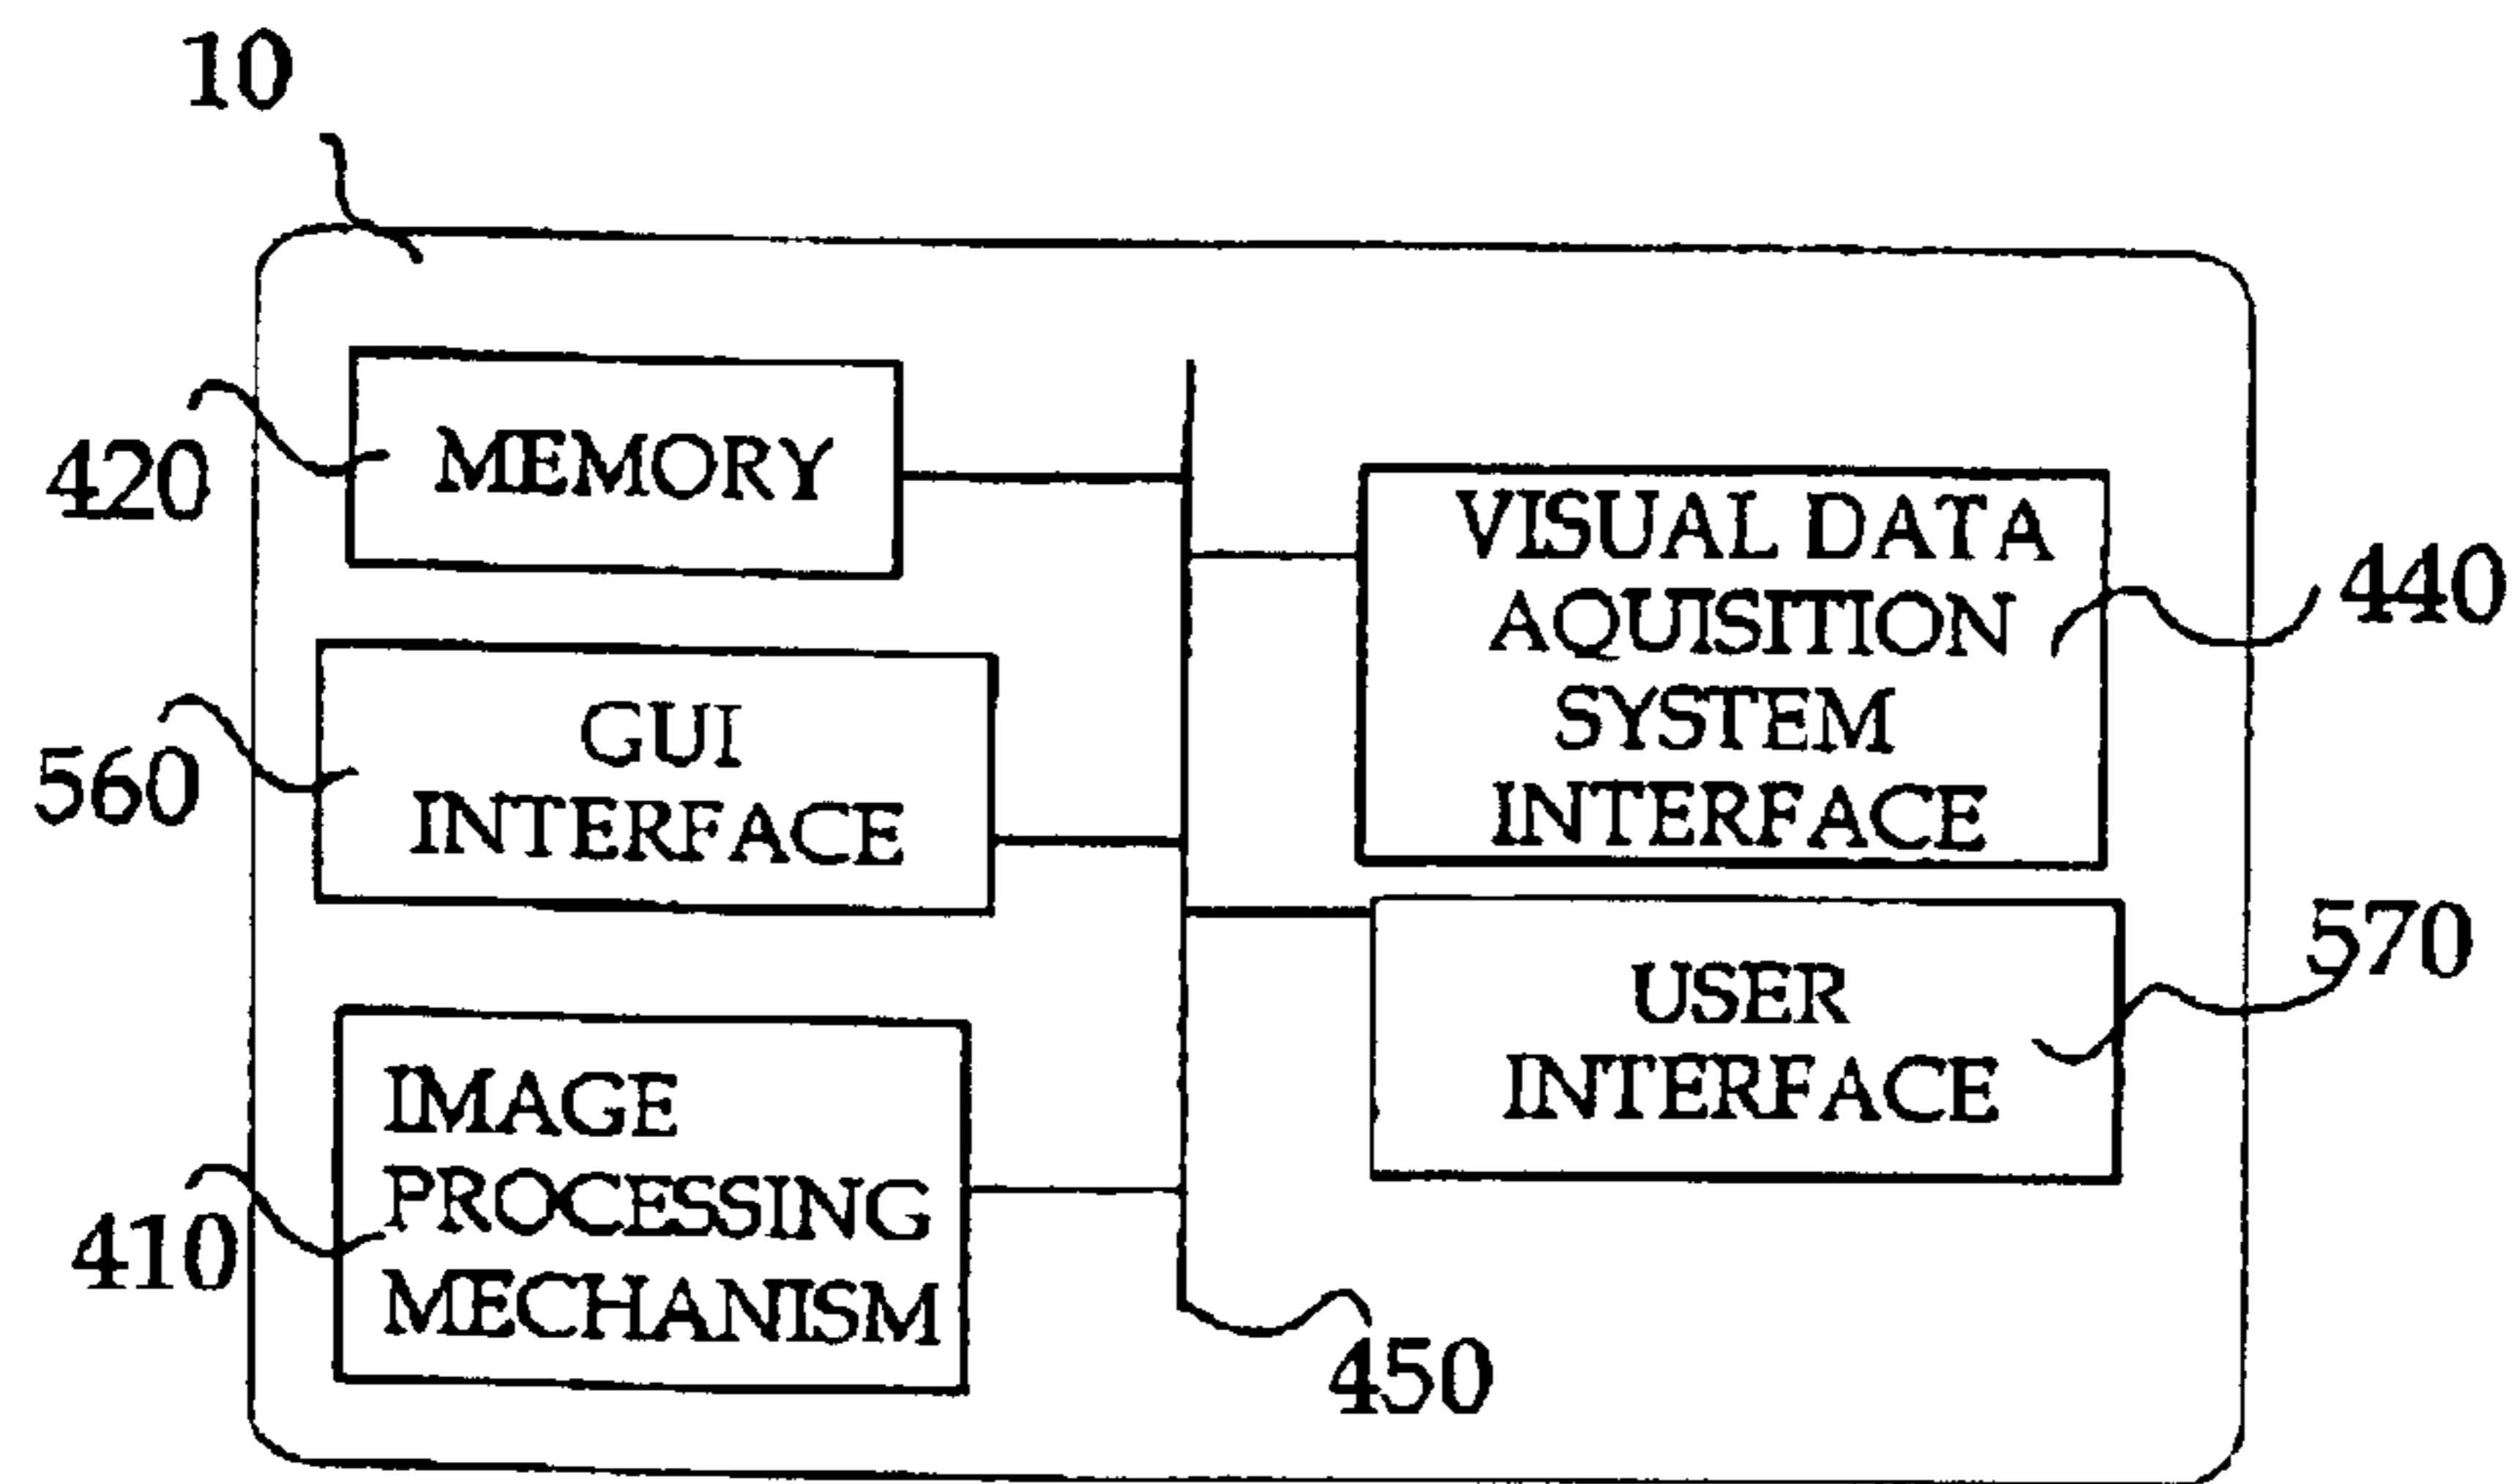 10
420
MEMORY
560
GUI
INTERFACE
410
IMAGE
PROCESSING
MECHANISM
VISUAL DATA
AQUISITION
SYSTEM
INTERFACE
440
USER
INTERFACE
570
450